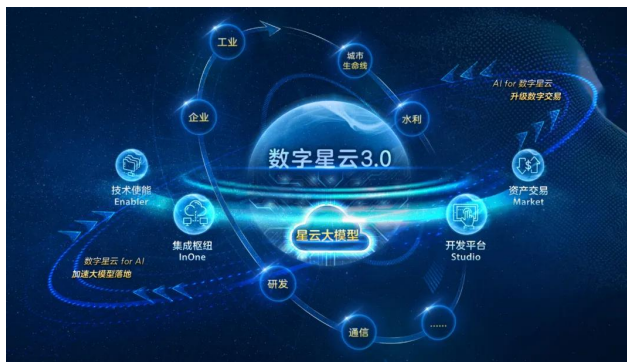 工业
城市
生命线
AI for 数字星云
升级数字交易
企业
水利
数字星云3.0
技术使能
Enabler
资产交易
Market
集成枢纽
InOne
星云大模型
开发平台
Studio
数字星云 for AI
加速大模型落地
研发
通信
......